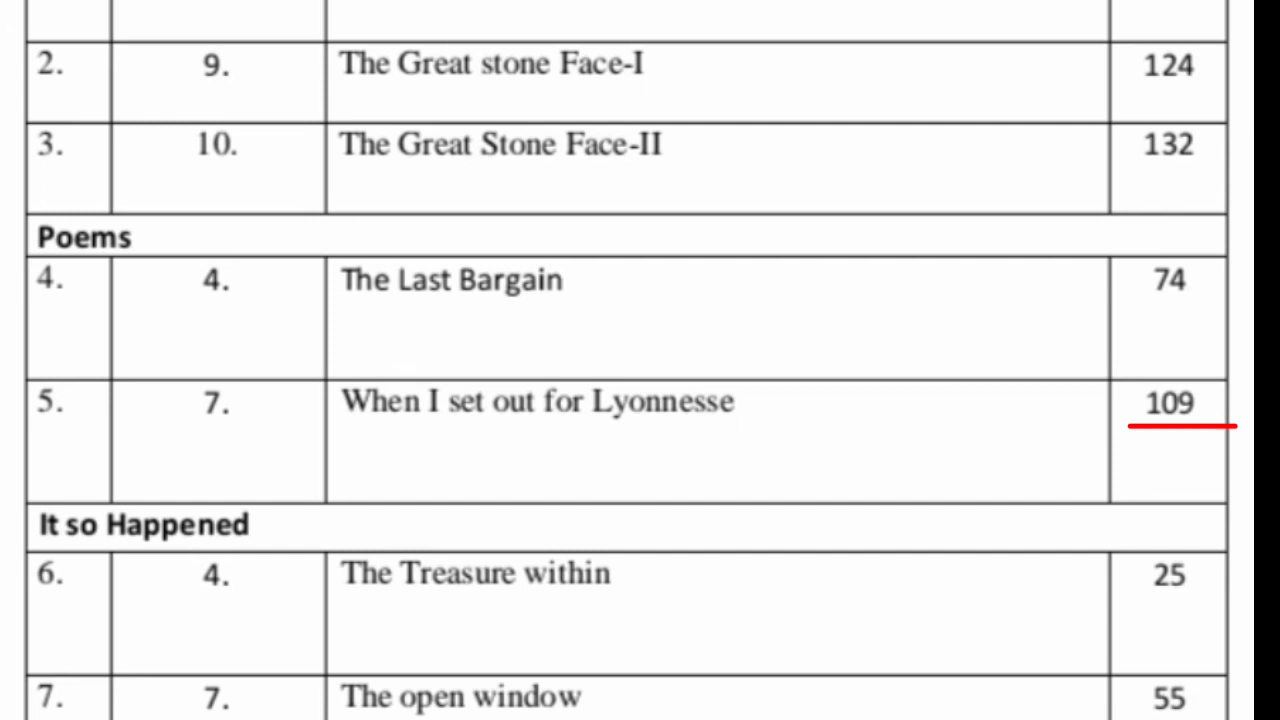 2. 9. The Great stone Face-I 124
3. 10. The Great Stone Face-II 132
Poems
4. 4. The Last Bargain 74
5. 7. When I set out for Lyonnesse 109
It so Happened
6. 4. The Treasure within 25
7. 7. The open window 55